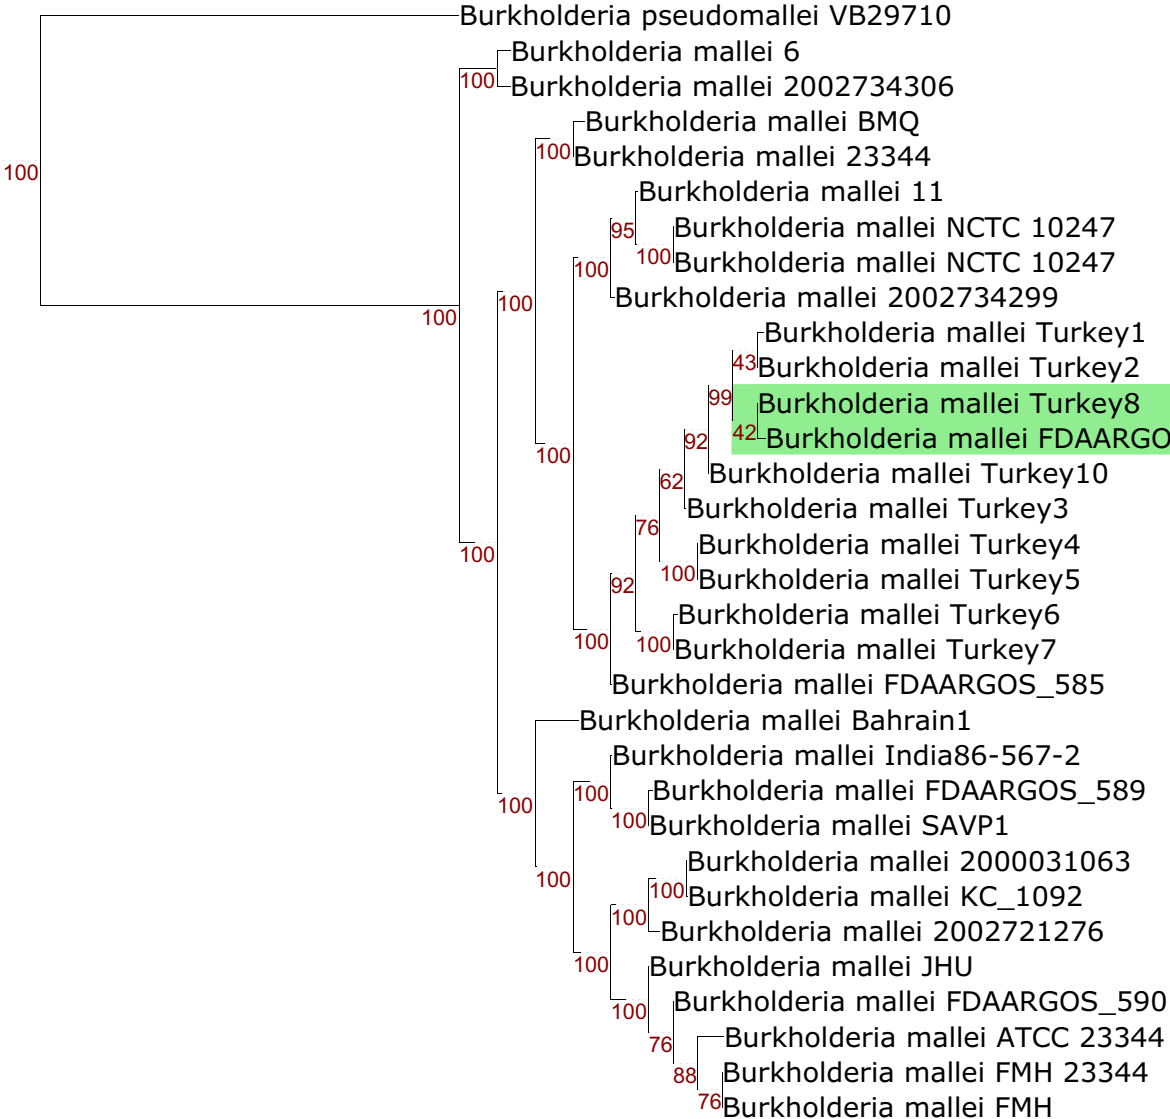 Burkholderia pseudomallei VB29710
Burkholderia mallei 6
100
Burkholderia mallei 2002734306
Burkholderia mallei BMQ
100
Burkholderia mallei 23344
100
Burkholderia mallei 11
95
Burkholderia mallei NCTC 10247
100
Burkholderia mallei NCTC 10247
100
Burkholderia mallei 2002734299
100
100
Burkholderia mallei Turkey1
43
Burkholderia mallei Turkey2
99
Burkholderia mallei Turkey8
42
Burkholderia mallei FDAARGO
92
100
Burkholderia mallei Turkey10
62
Burkholderia mallei Turkey3
76
Burkholderia mallei Turkey4
100
100
Burkholderia mallei Turkey5
92
Burkholderia mallei Turkey6
100
100
Burkholderia mallei Turkey7
Burkholderia mallei FDAARGOS_585
Burkholderia mallei Bahrain1
Burkholderia mallei India86-567-2
100
Burkholderia mallei FDAARGOS_589
100
100
Burkholderia mallei SAVP1
Burkholderia mallei 2000031063
100
100
Burkholderia mallei KC_1092
100
Burkholderia mallei 2002721276
100
Burkholderia mallei JHU
Burkholderia mallei FDAARGOS_590
100
Burkholderia mallei ATCC 23344
76
Burkholderia mallei FMH 23344
88
76
Burkholderia mallei FMH